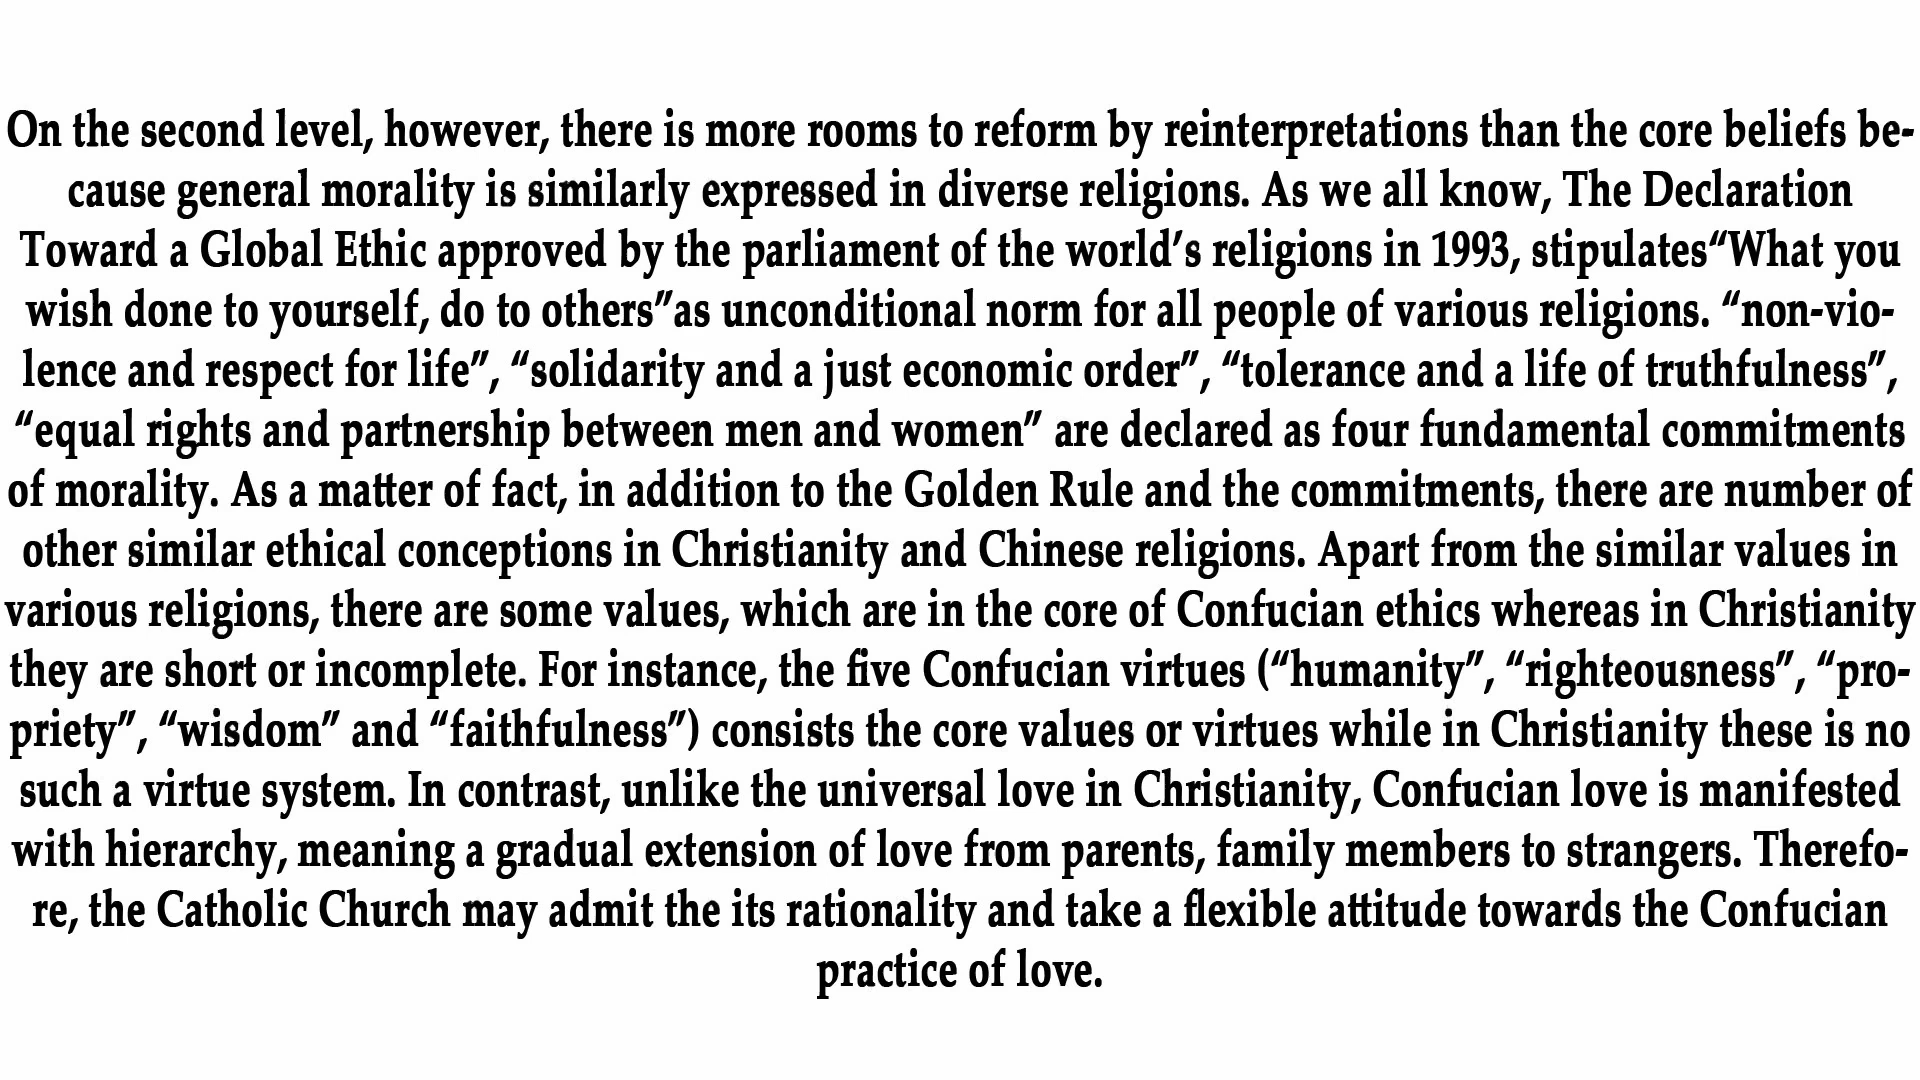 On the second level, however, there is more rooms to reform by reinterpretations than the core beliefs be-
cause general morality is similarly expressed in diverse religions. As we all know, The Declaration
Toward a Global Ethic approved by the parliament of the world’s religions in 1993, stipulates“What you
wish done to yourself, do to others”as unconditional norm for all people of various religions. “non-vio-
lence and respect for life”, “solidarity and a just economic order”, “tolerance and a life of truthfulness”,
“equal rights and partnership between men and women” are declared as four fundamental commitments
of morality. As a matter of fact, in addition to the Golden Rule and the commitments, there are number of
other similar ethical conceptions in Christianity and Chinese religions. Apart from the similar values in
various religions, there are some values, which are in the core of Confucian ethics whereas in Christianity
they are short or incomplete. For instance, the five Confucian virtues (“humanity”, “righteousness”, “pro-
priety”, “wisdom” and “faithfulness”) consists the core values or virtues while in Christianity these is no
such a virtue system. In contrast, unlike the universal love in Christianity, Confucian love is manifested
with hierarchy, meaning a gradual extension of love from parents, family members to strangers. Therefo-
re, the Catholic Church may admit the its rationality and take a flexible attitude towards the Confucian
practice of love.